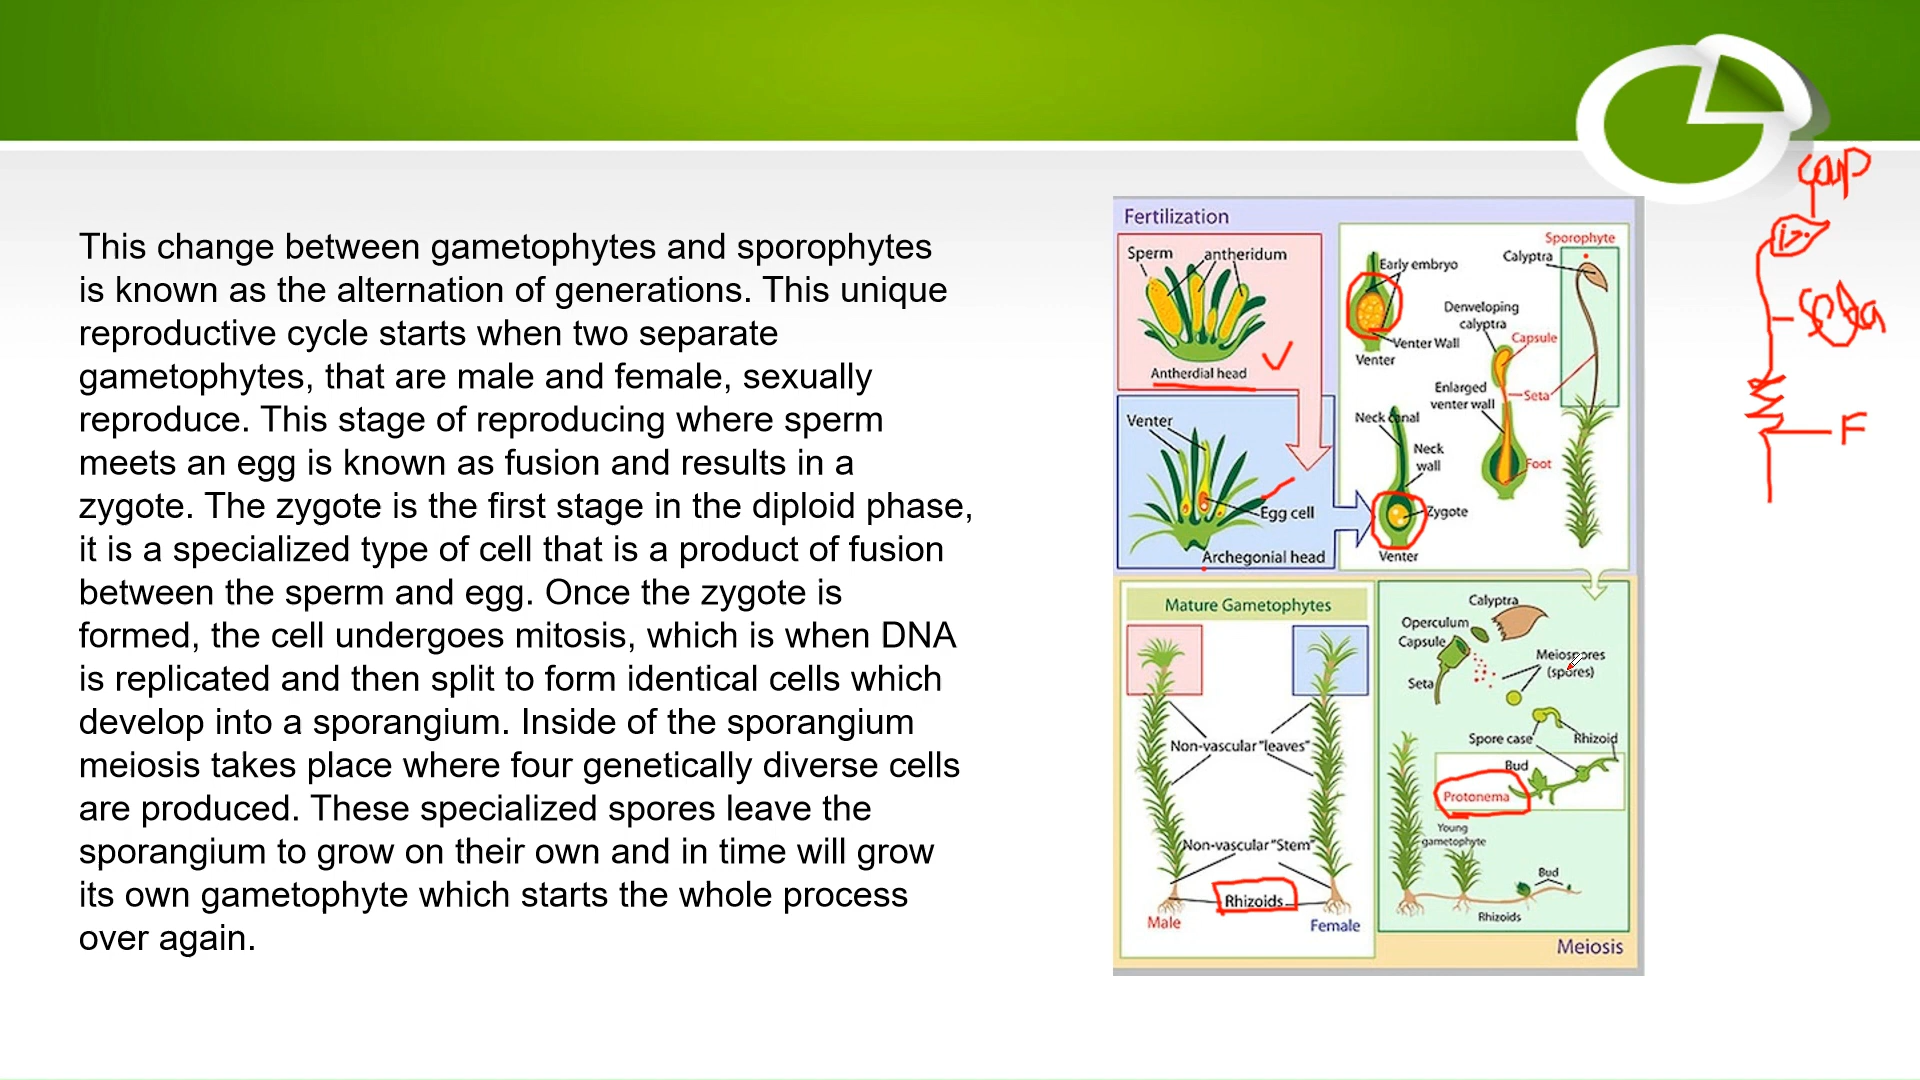 This change between gametophytes and sporophytes
is known as the alternation of generations. This unique
reproductive cycle starts when two separate
gametophytes, that are male and female, sexually
reproduce. This stage of reproducing where sperm
meets an egg is known as fusion and results in a
zygote. The zygote is the first stage in the diploid phase,
it is a specialized type of cell that is a product of fusion
between the sperm and egg. Once the zygote is
formed, the cell undergoes mitosis, which is when DNA
is replicated and then split to form identical cells which
develop into a sporangium. Inside of the sporangium
meiosis takes place where four genetically diverse cells
are produced. These specialized spores leave the
sporangium to grow on their own and in time will grow
its own gametophyte which starts the whole process
over again.
Fertilization
Sperm
antheridum
Antherdial head
Venter
Egg cell
Archegonial head
Early embryo
Venter Wall
Venter
Neck canal
Neck
wall
Zygote
Venter
Denveloping
calyptra
Capsule
Enlarged
venter wall
Seta
Foot
Sporophyte
Calyptra
Mature Gametophytes
Non-vascular "leaves"
Non-vascular "Stem"
Rhizoids
Male
Female
Calyptra
Operculum
Capsule
Seta
Meiospores
(spores)
Spore case
Rhizoid
Bud
Protonema
Young
gametophyte
Bud
Rhizoids
Meiosis
cap
seta
F